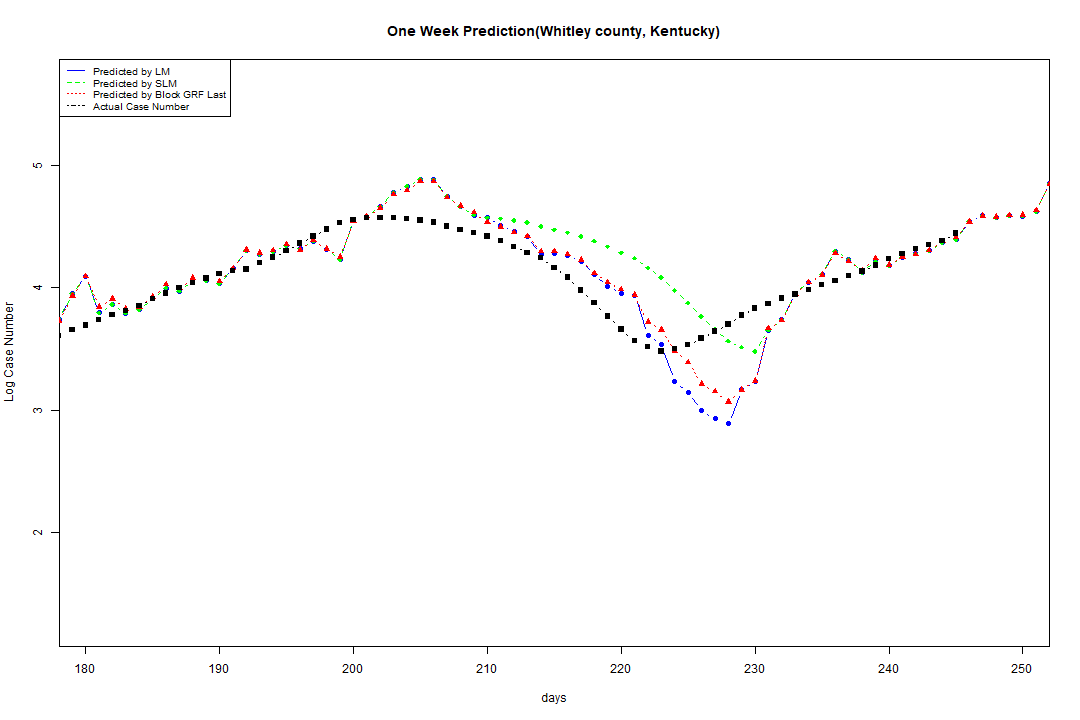 One Week Prediction(Whitley county, Kentucky)
Predicted by LM
Predicted by SLM
Predicted by Block GRF Last
Actual Case Number
5
4
3
2
Log Case Number
180 190 200 210 220 230 240 250
days